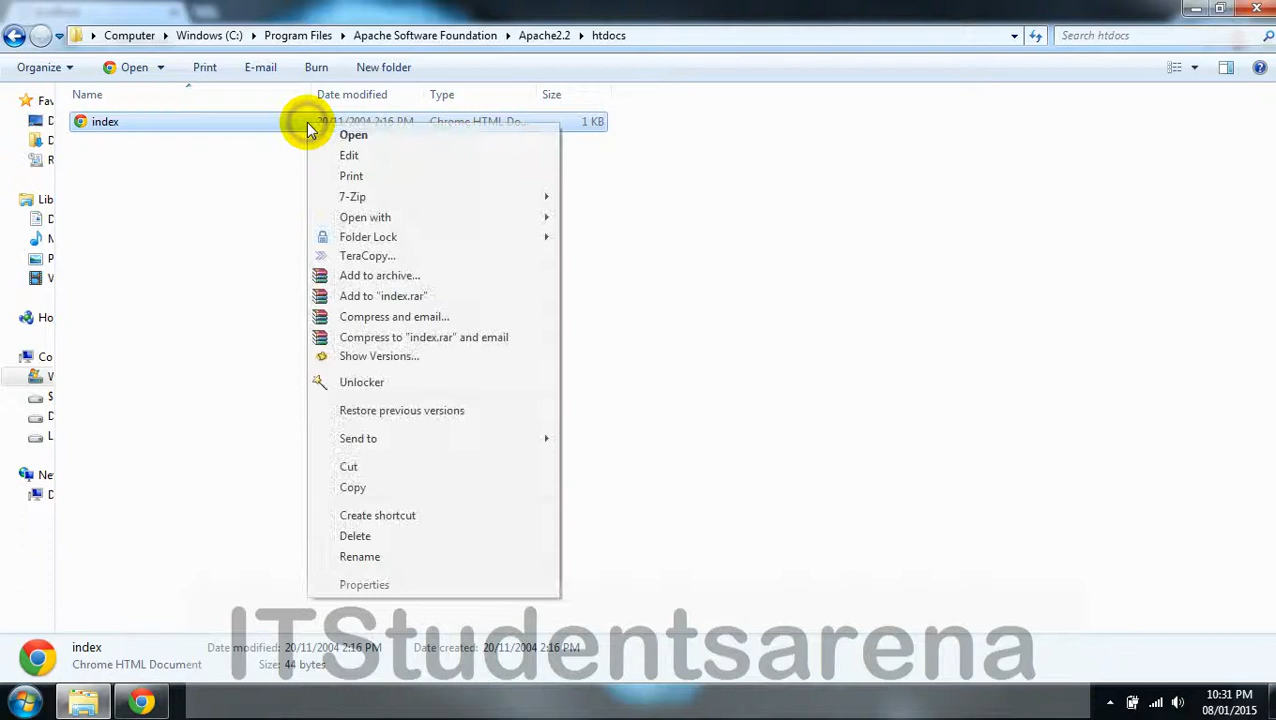 Computer Windows (C:) Program Files Apache Software Foundation Apache2.2 htdocs
Search htdocs
Organize Open Print E-mail Burn New folder
Name Date modified Type Size
index 20/11/2004 2:16 PM Chrome HTML Do... 1 KB
Fav
D
D
R
Lib
D
M
P
V
Ho
Co
D
L
Ne
D
Open
Edit
Print
7-Zip
Open with
Folder Lock
TeraCopy...
Add to archive...
Add to "index.rar"
Compress and email...
Compress to "index.rar" and email
Show Versions...
Unlocker
Restore previous versions
Send to
Cut
Copy
Create shortcut
Delete
Rename
Properties
ITStudentsarena
index Date modified: 20/11/2004 2:16 PM Date created: 20/11/2004 2:16 PM
Chrome HTML Document Size: 44 bytes
10:31 PM
08/01/2015